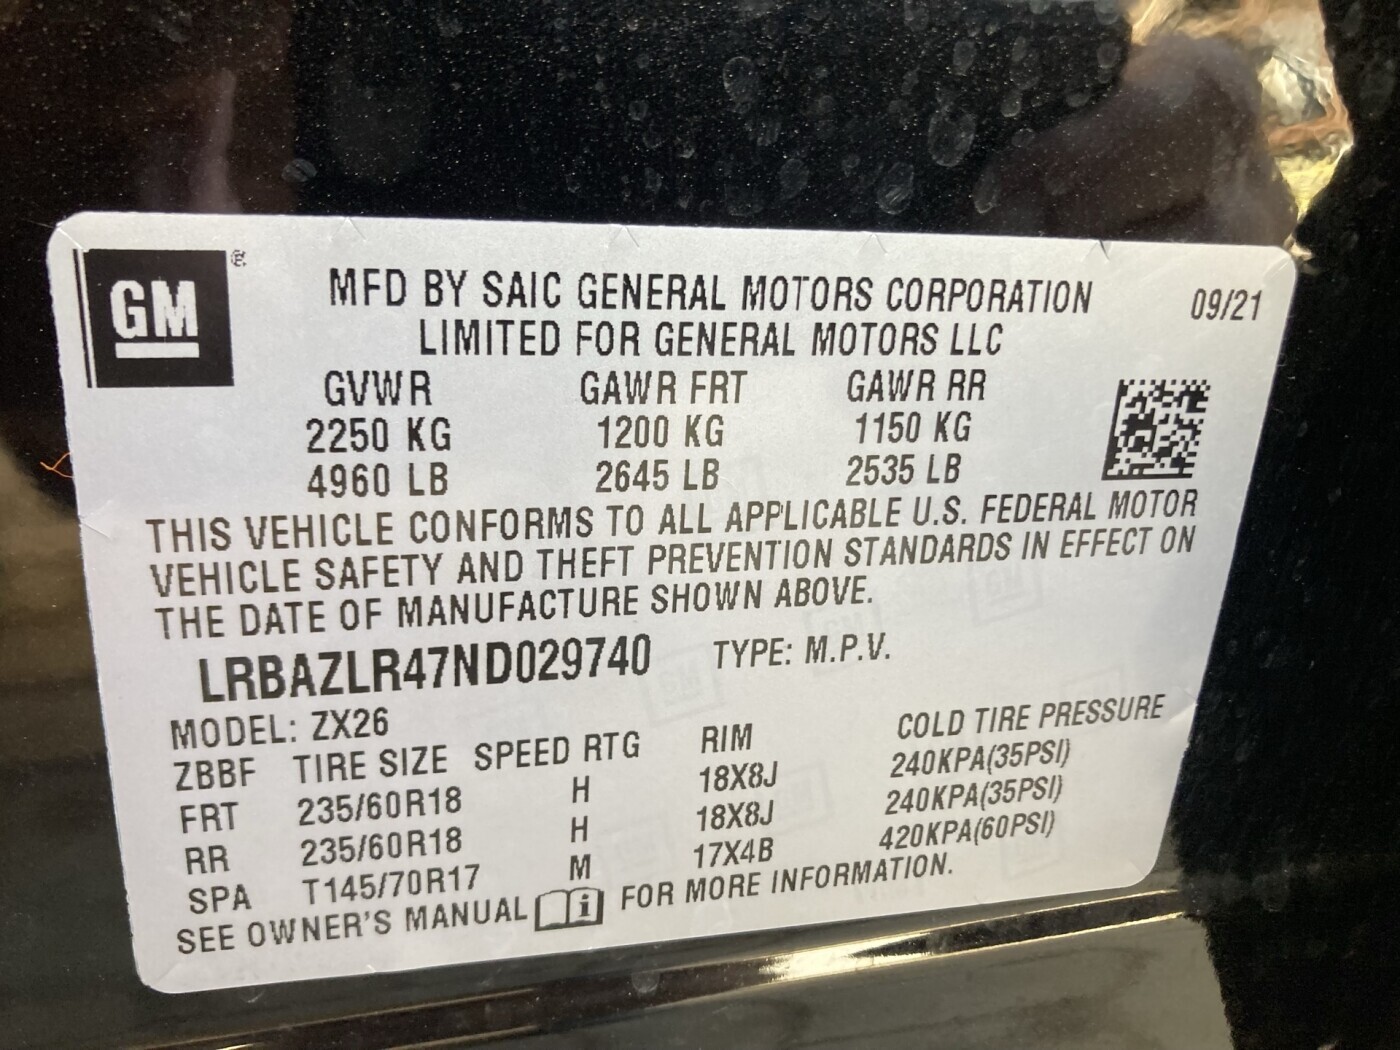 GM ®
MFD BY SAIC GENERAL MOTORS CORPORATION 09/21
LIMITED FOR GENERAL MOTORS LLC
GVWR GAWR FRT GAWR RR
2250 KG 1200 KG 1150 KG
4960 LB 2645 LB 2535 LB
THIS VEHICLE CONFORMS TO ALL APPLICABLE U.S. FEDERAL MOTOR
VEHICLE SAFETY AND THEFT PREVENTION STANDARDS IN EFFECT ON
THE DATE OF MANUFACTURE SHOWN ABOVE.
LRBAZLR47ND029740 TYPE: M.P.V.
MODEL: ZX26
ZBBF TIRE SIZE SPEED RTG RIM COLD TIRE PRESSURE
FRT 235/60R18 H 18X8J 240KPA(35PSI)
RR 235/60R18 H 18X8J 240KPA(35PSI)
SPA T145/70R17 M 17X4B 420KPA(60PSI)
SEE OWNER'S MANUAL i FOR MORE INFORMATION.